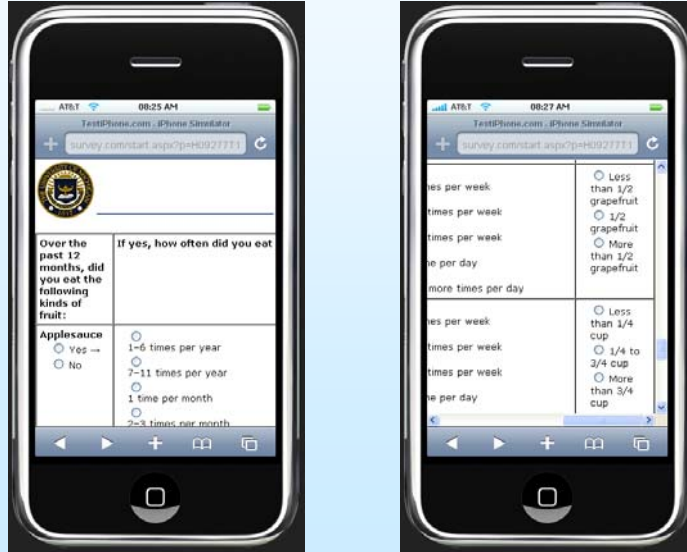 AT&T 08:25 AM
TestiPhone.com - iPhone Simulator
survey.com/start.aspx?p=H09277T1
Over the
past 12
months, did
you eat the
following
kinds of
fruit:
If yes, how often did you eat
Applesauce
Yes →
No
1-6 times per year
7-11 times per year
1 time per month
2-3 times per month
AT&T 08:27 AM
TestiPhone.com - iPhone Simulator
survey.com/start.aspx?p=H09277T1
mes per week
times per week
times per week
ne per day
more times per day
Less
than 1/2
grapefruit
1/2
grapefruit
More
than 1/2
grapefruit
mes per week
times per week
times per week
ne per day
Less
than 1/4
cup
1/4 to
3/4 cup
More
than 3/4
cup